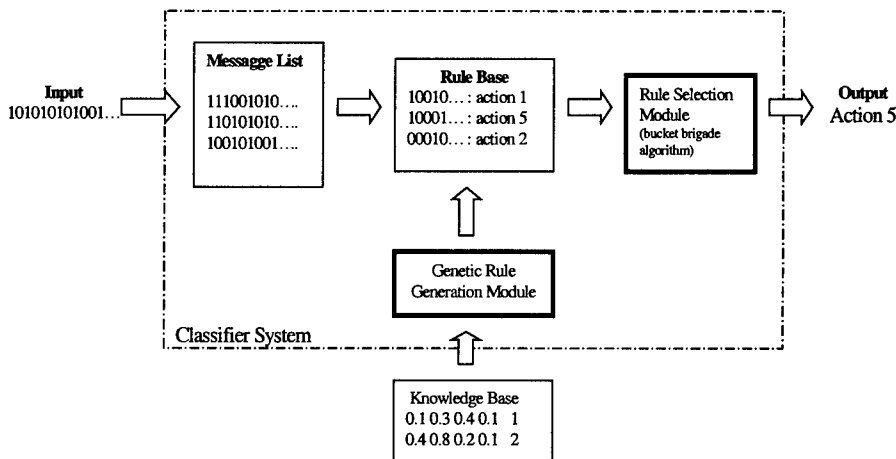 Messagge List
111001010....
110101010....
100101001....
Input
101010101001...
Rule Base
10010... : action 1
10001... : action 5
00010... : action 2
Rule Selection
Module
(bucket brigade
algorithm)
Output
Action 5
Genetic Rule
Generation Module
Classifier System
Knowledge Base
0.1 0.3 0.4 0.1 1
0.4 0.8 0.2 0.1 2